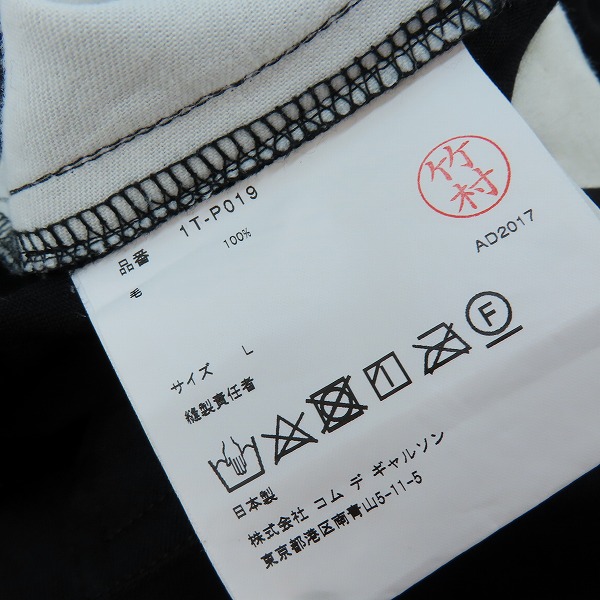 品番 1T-P019
毛 100%
竹村
AD2017
サイズ L
縫製責任者
F
日本製
株式会社 コム デ ギャルソン
東京都港区南青山5-11-5